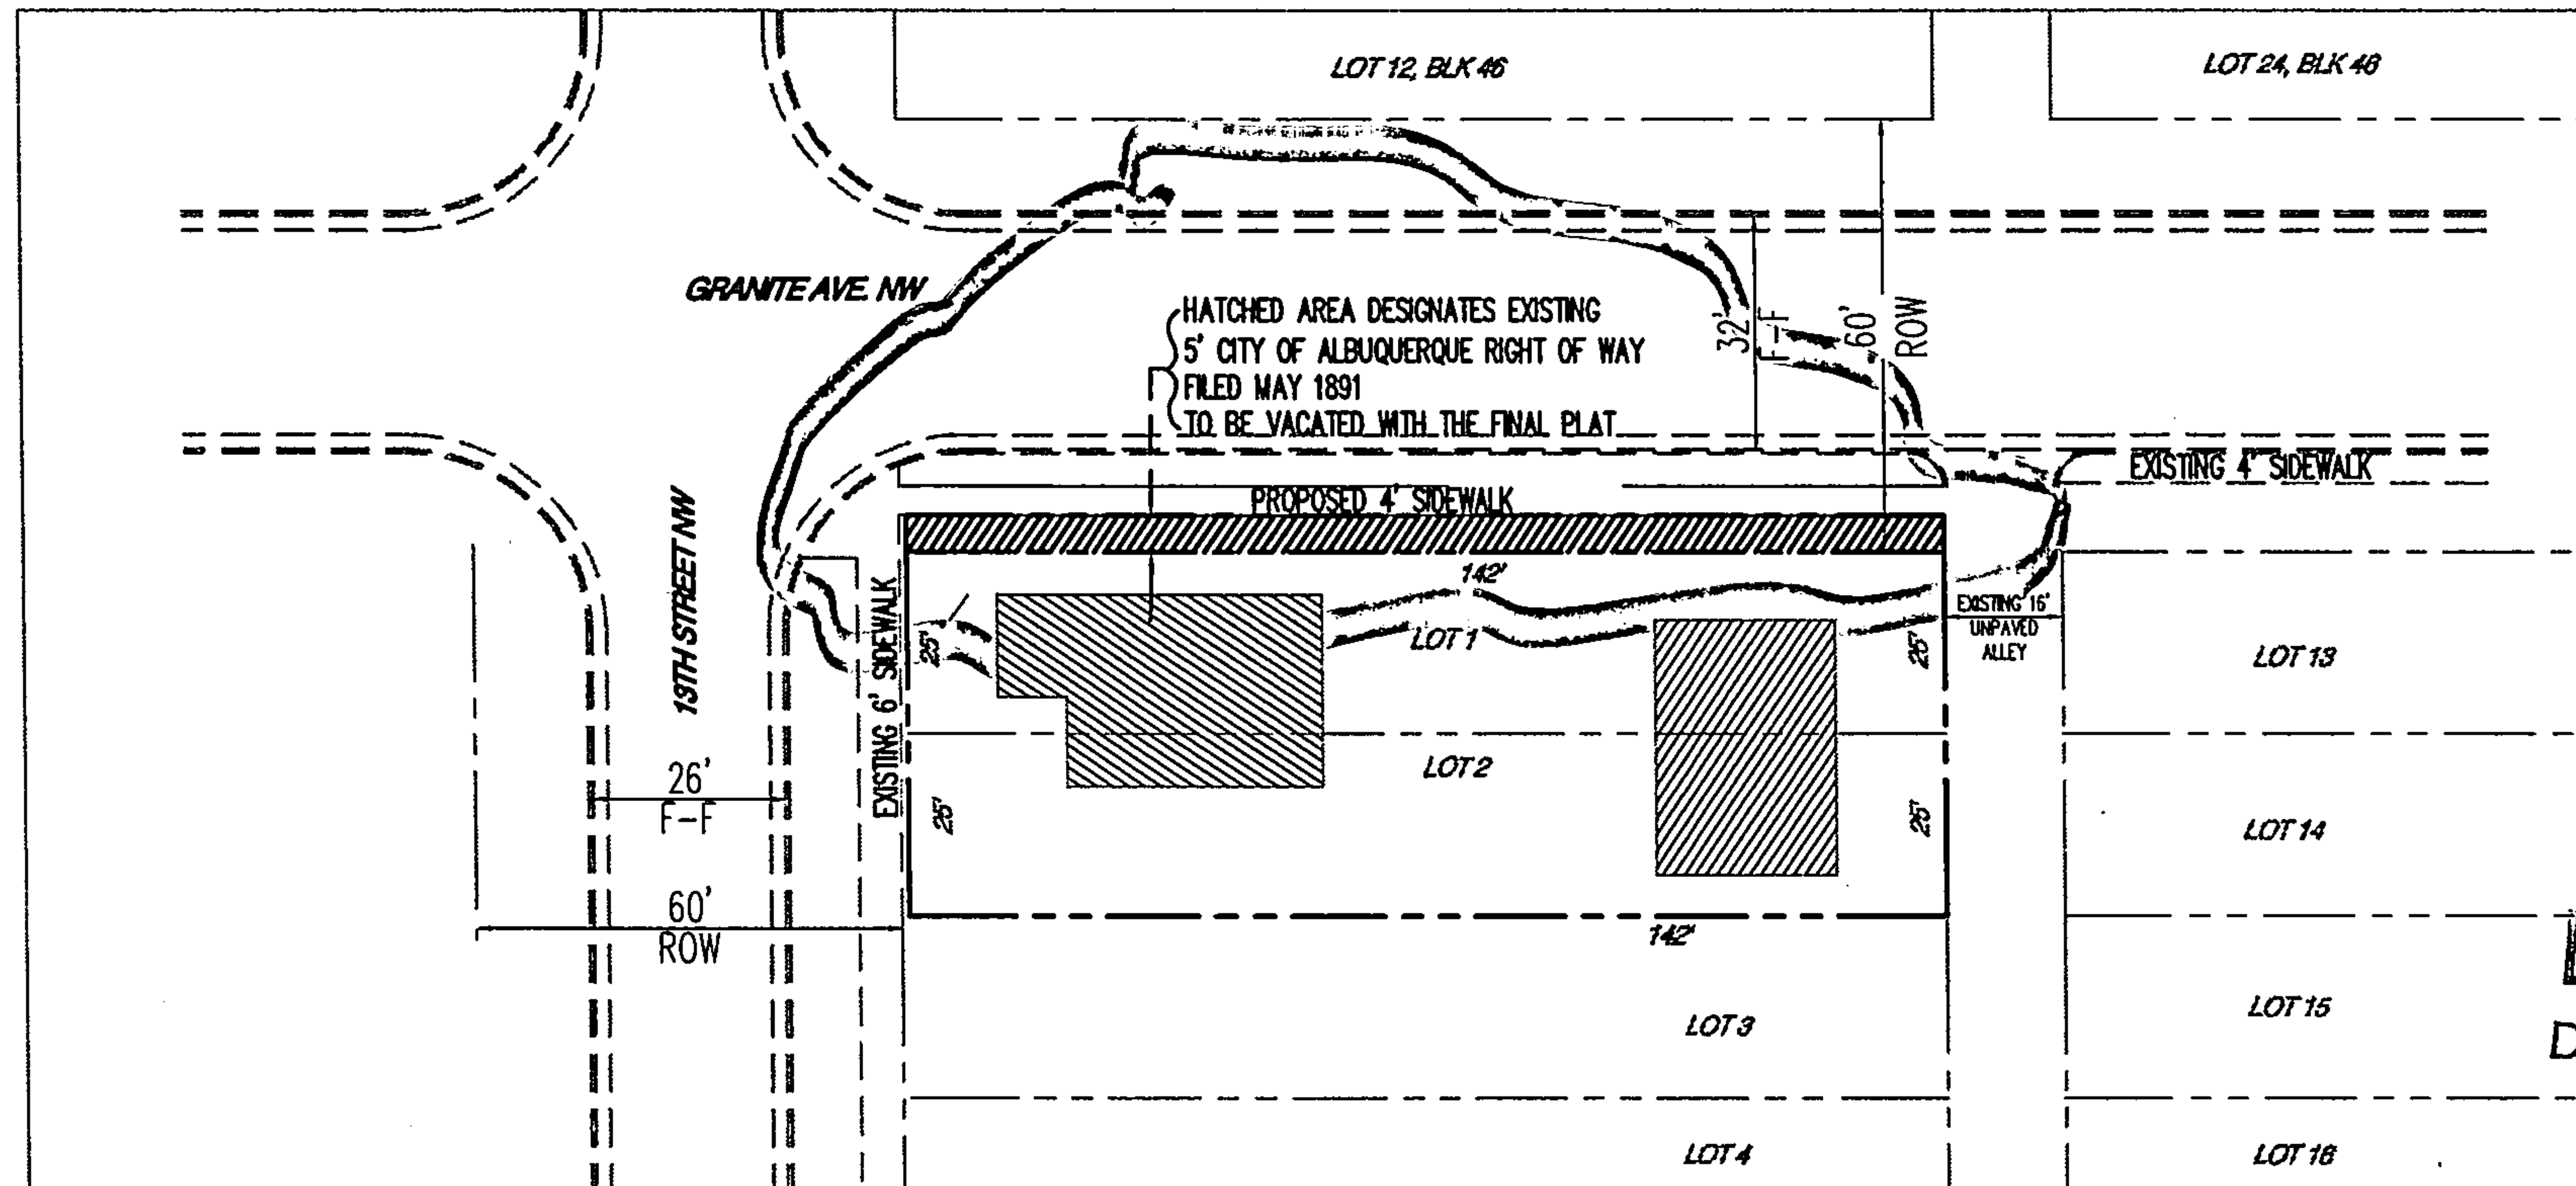 LOT 12, BLK 46
LOT 24, BLK 46
GRANITE AVE. NW
HATCHED AREA DESIGNATES EXISTING
5' CITY OF ALBUQUERQUE RIGHT OF WAY
FILED MAY 1891
TO BE VACATED WITH THE FINAL PLAT
32'
F-F
60'
ROW
EXISTING 4' SIDEWALK
PROPOSED 4' SIDEWALK
13TH STREET NW
EXISTING 6' SIDEWALK
142'
25'
LOT 1
25'
EXISTING 16'
UNPAVED
ALLEY
LOT 13
LOT 2
26'
F-F
25'
25'
LOT 14
60'
ROW
142'
LOT 3
LOT 15
D
LOT 4
LOT 16